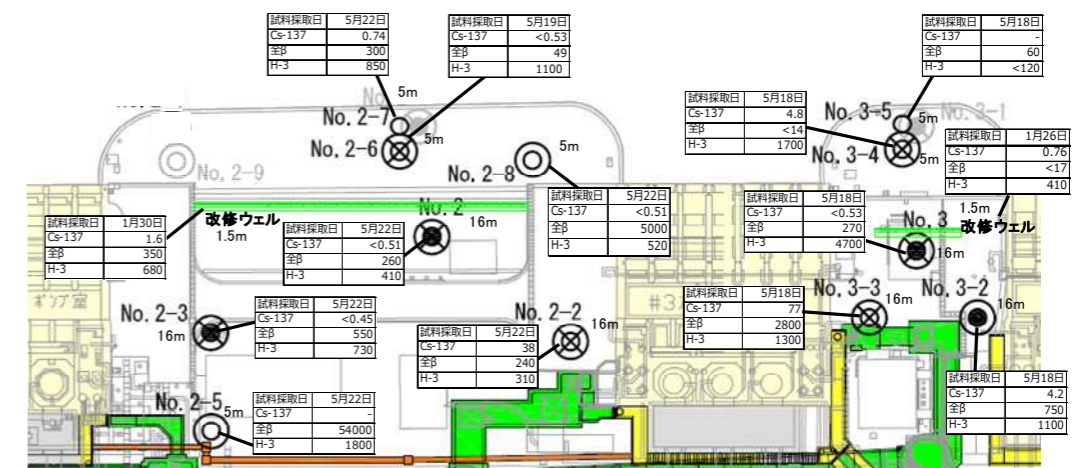 試料採取日 5月22日
Cs-137 0.74
全β 300
H-3 850
試料採取日 5月19日
Cs-137 <0.53
全β 49
H-3 1100
試料採取日 5月18日
Cs-137 -
全β 60
H-3 <120
5m
No. 2-7
5m
No. 2-6
No. 2-8
5m
No. 2-9
試料採取日 5月18日
Cs-137 4.8
全β <14
H-3 1700
No. 3-5
5m
No. 3-1
No. 3-4
5m
試料採取日 1月26日
Cs-137 0.76
全β <17
H-3 410
試料採取日 1月30日
Cs-137 1.6
全β 350
H-3 680
改修ウェル
1.5m
No. 2
16m
試料採取日 5月22日
Cs-137 <0.51
全β 260
H-3 410
試料採取日 5月22日
Cs-137 <0.51
全β 5000
H-3 520
試料採取日 5月18日
Cs-137 <0.53
全β 270
H-3 4700
1.5m
改修ウェル
No. 3
16m
ポンプ室
No. 2-3
16m
試料採取日 5月22日
Cs-137 <0.45
全β 550
H-3 730
試料採取日 5月22日
Cs-137 38
全β 240
H-3 310
No. 2-2
16m
試料採取日 5月18日
Cs-137 77
全β 2800
H-3 1300
No. 3-3
16m
No. 3-2
16m
No. 2-5
5m
試料採取日 5月22日
Cs-137 -
全β 54000
H-3 1800
試料採取日 5月18日
Cs-137 4.2
全β 750
H-3 1100